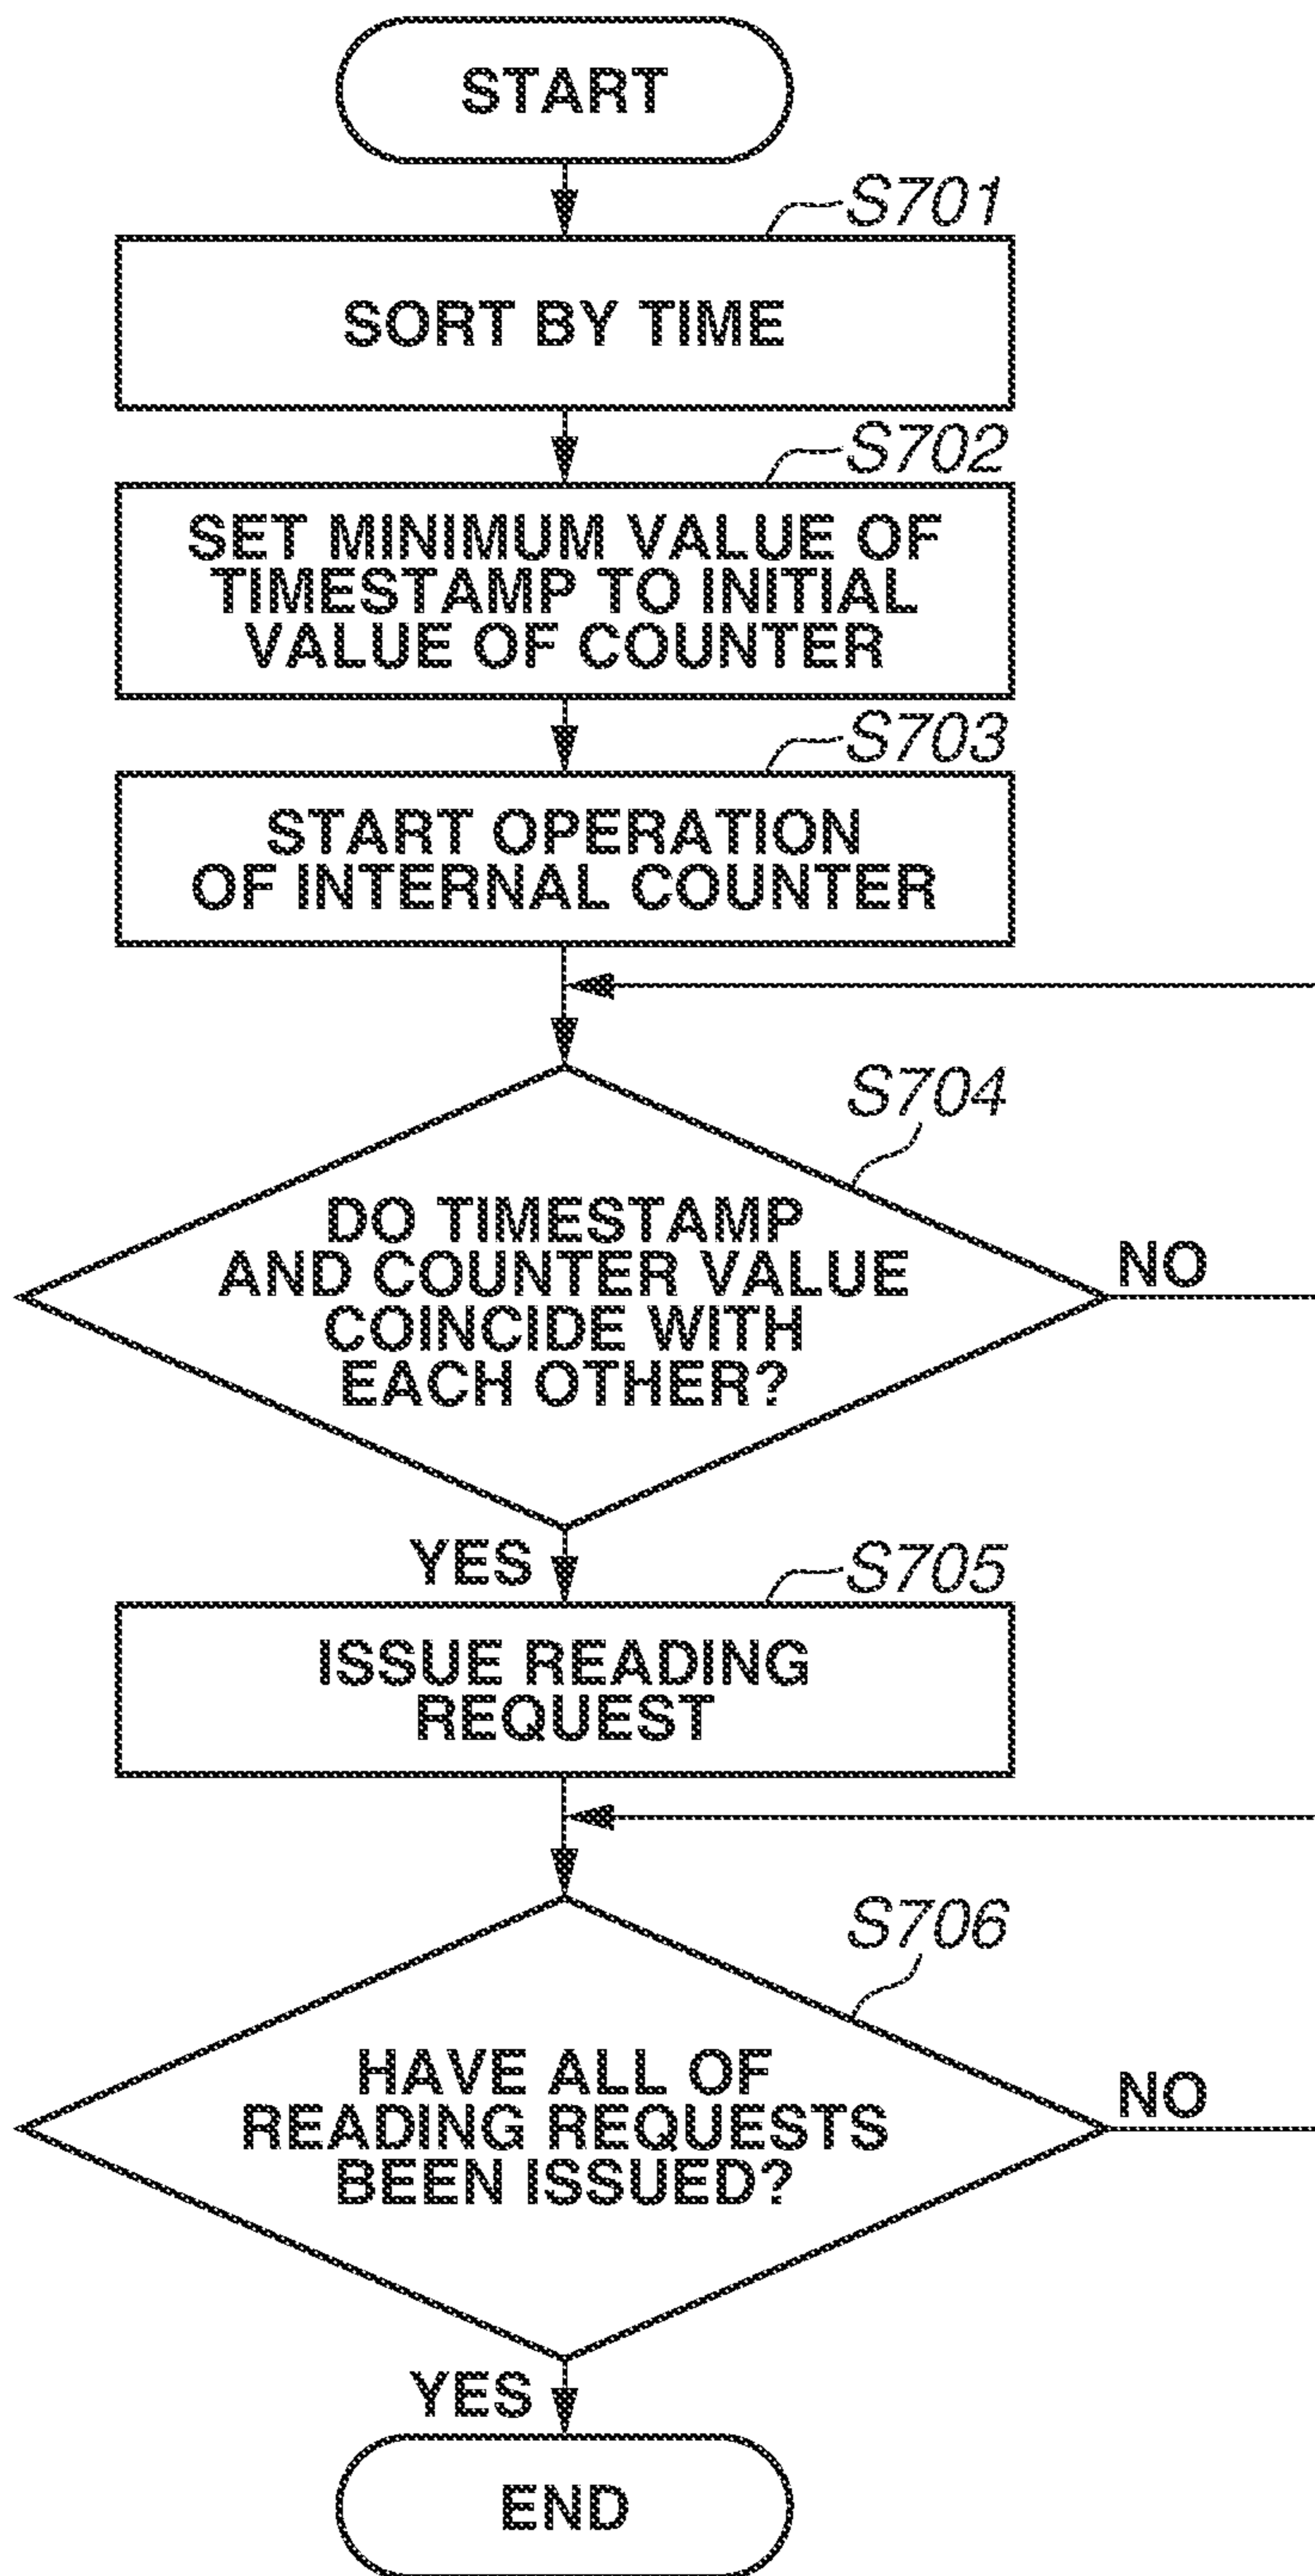 START
S701
SORT BY TIME
S702
SET MINIMUM VALUE OF
TIMESTAMP TO INITIAL
VALUE OF COUNTER
S703
START OPERATION
OF INTERNAL COUNTER
S704
DO TIMESTAMP
AND COUNTER VALUE
COINCIDE WITH
EACH OTHER?
NO
YES
S705
ISSUE READING
REQUEST
S706
HAVE ALL OF
READING REQUESTS
BEEN ISSUED?
NO
YES
END